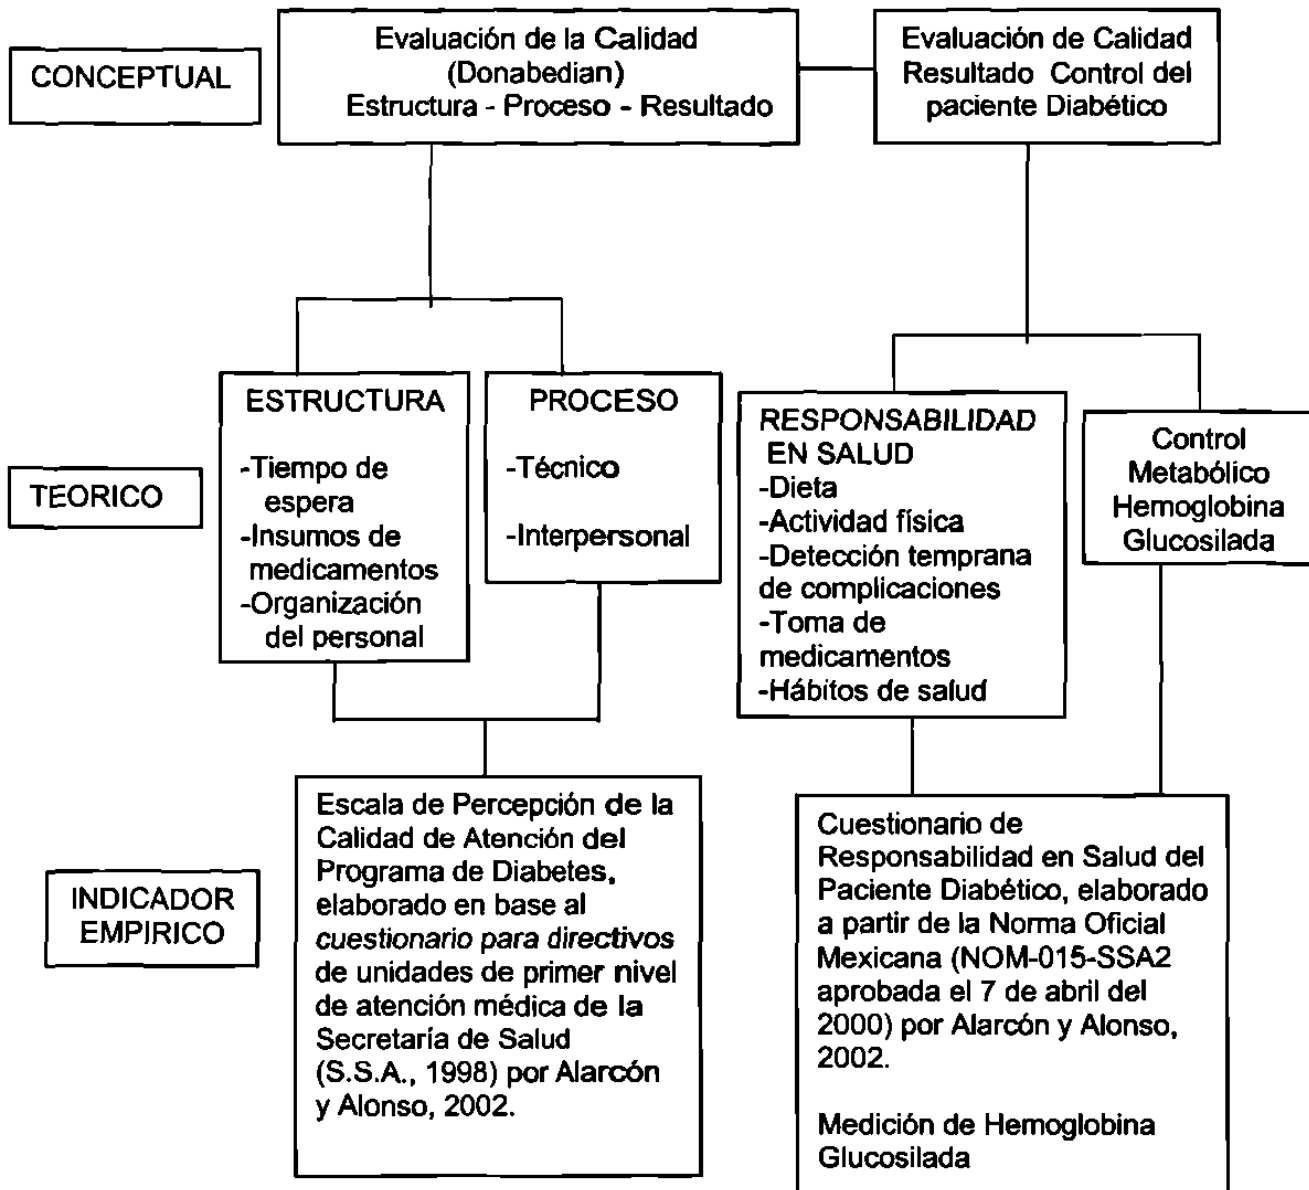 CONCEPTUAL
Evaluación de la Calidad
(Donabedian)
Estructura - Proceso - Resultado
Evaluación de Calidad
Resultado Control del
paciente Diabético
TEORICO
ESTRUCTURA
-Tiempo de
espera
-Insumos de
medicamentos
-Organización
del personal
PROCESO
-Técnico
-Interpersonal
RESPONSABILIDAD
EN SALUD
-Dieta
-Actividad física
-Detección temprana
de complicaciones
-Toma de
medicamentos
-Hábitos de salud
Control
Metabólico
Hemoglobina
Glucosilada
INDICADOR
EMPIRICO
Escala de Percepción de la
Calidad de Atención del
Programa de Diabetes,
elaborado en base al
cuestionario para directivos
de unidades de primer nivel
de atención médica de la
Secretaría de Salud
(S.S.A., 1998) por Alarcón
y Alonso, 2002.
Cuestionario de
Responsabilidad en Salud del
Paciente Diabético, elaborado
a partir de la Norma Oficial
Mexicana (NOM-015-SSA2
aprobada el 7 de abril del
2000) por Alarcón y Alonso,
2002.
Medición de Hemoglobina
Glucosilada